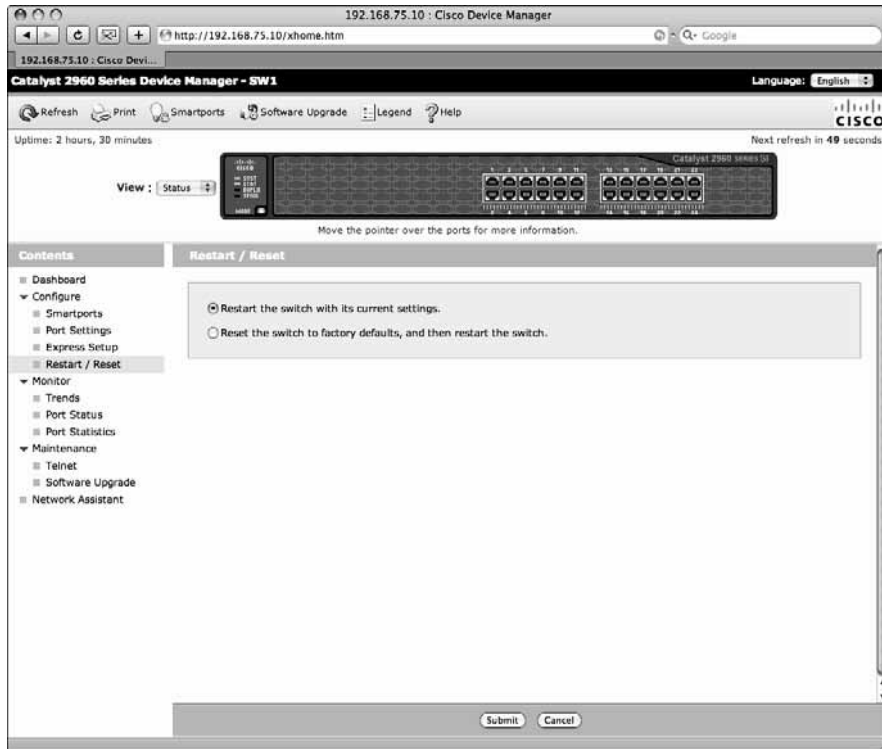 192.168.75.10 : Cisco Device Manager
http://192.168.75.10/xhome.htm
Google
192.168.75.10 : Cisco Devi...
Catalyst 2960 Series Device Manager - SW1
Language: English
Refresh Print Smartports Software Upgrade Legend Help
CISCO
Uptime: 2 hours, 30 minutes
Next refresh in 49 seconds
View : Status
Catalyst 2960 series SI
SYST
STAT
DUPLX
SPEED
MODE
Move the pointer over the ports for more information.
Contents
Restart / Reset
Dashboard
Configure
Smartports
Port Settings
Express Setup
Restart / Reset
Monitor
Trends
Port Status
Port Statistics
Maintenance
Telnet
Software Upgrade
Network Assistant
Restart the switch with its current settings.
Reset the switch to factory defaults, and then restart the switch.
Submit Cancel